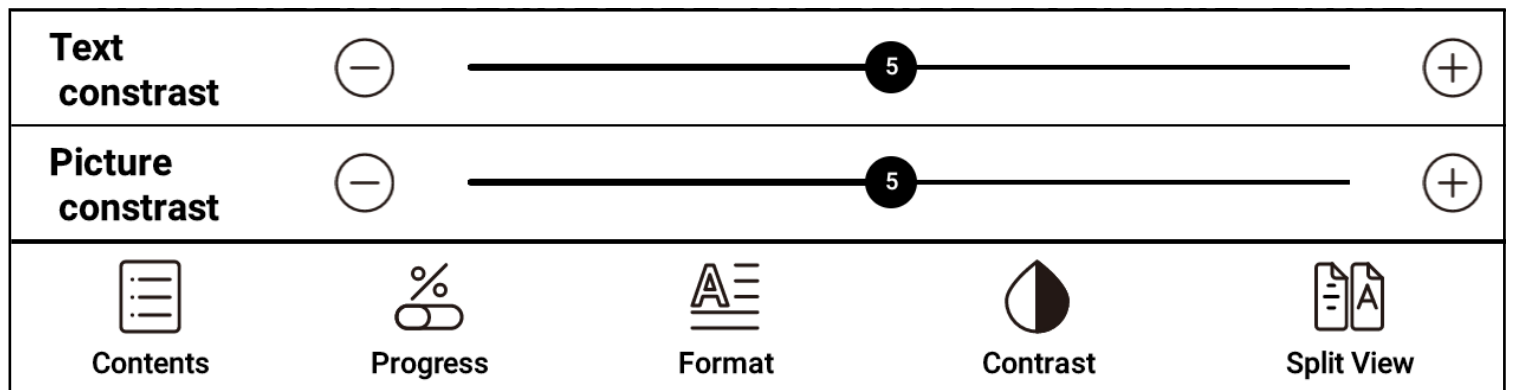 Text
5
constrast
Picture
5
constrast
Contents
Progress
Format
Contrast
Split View